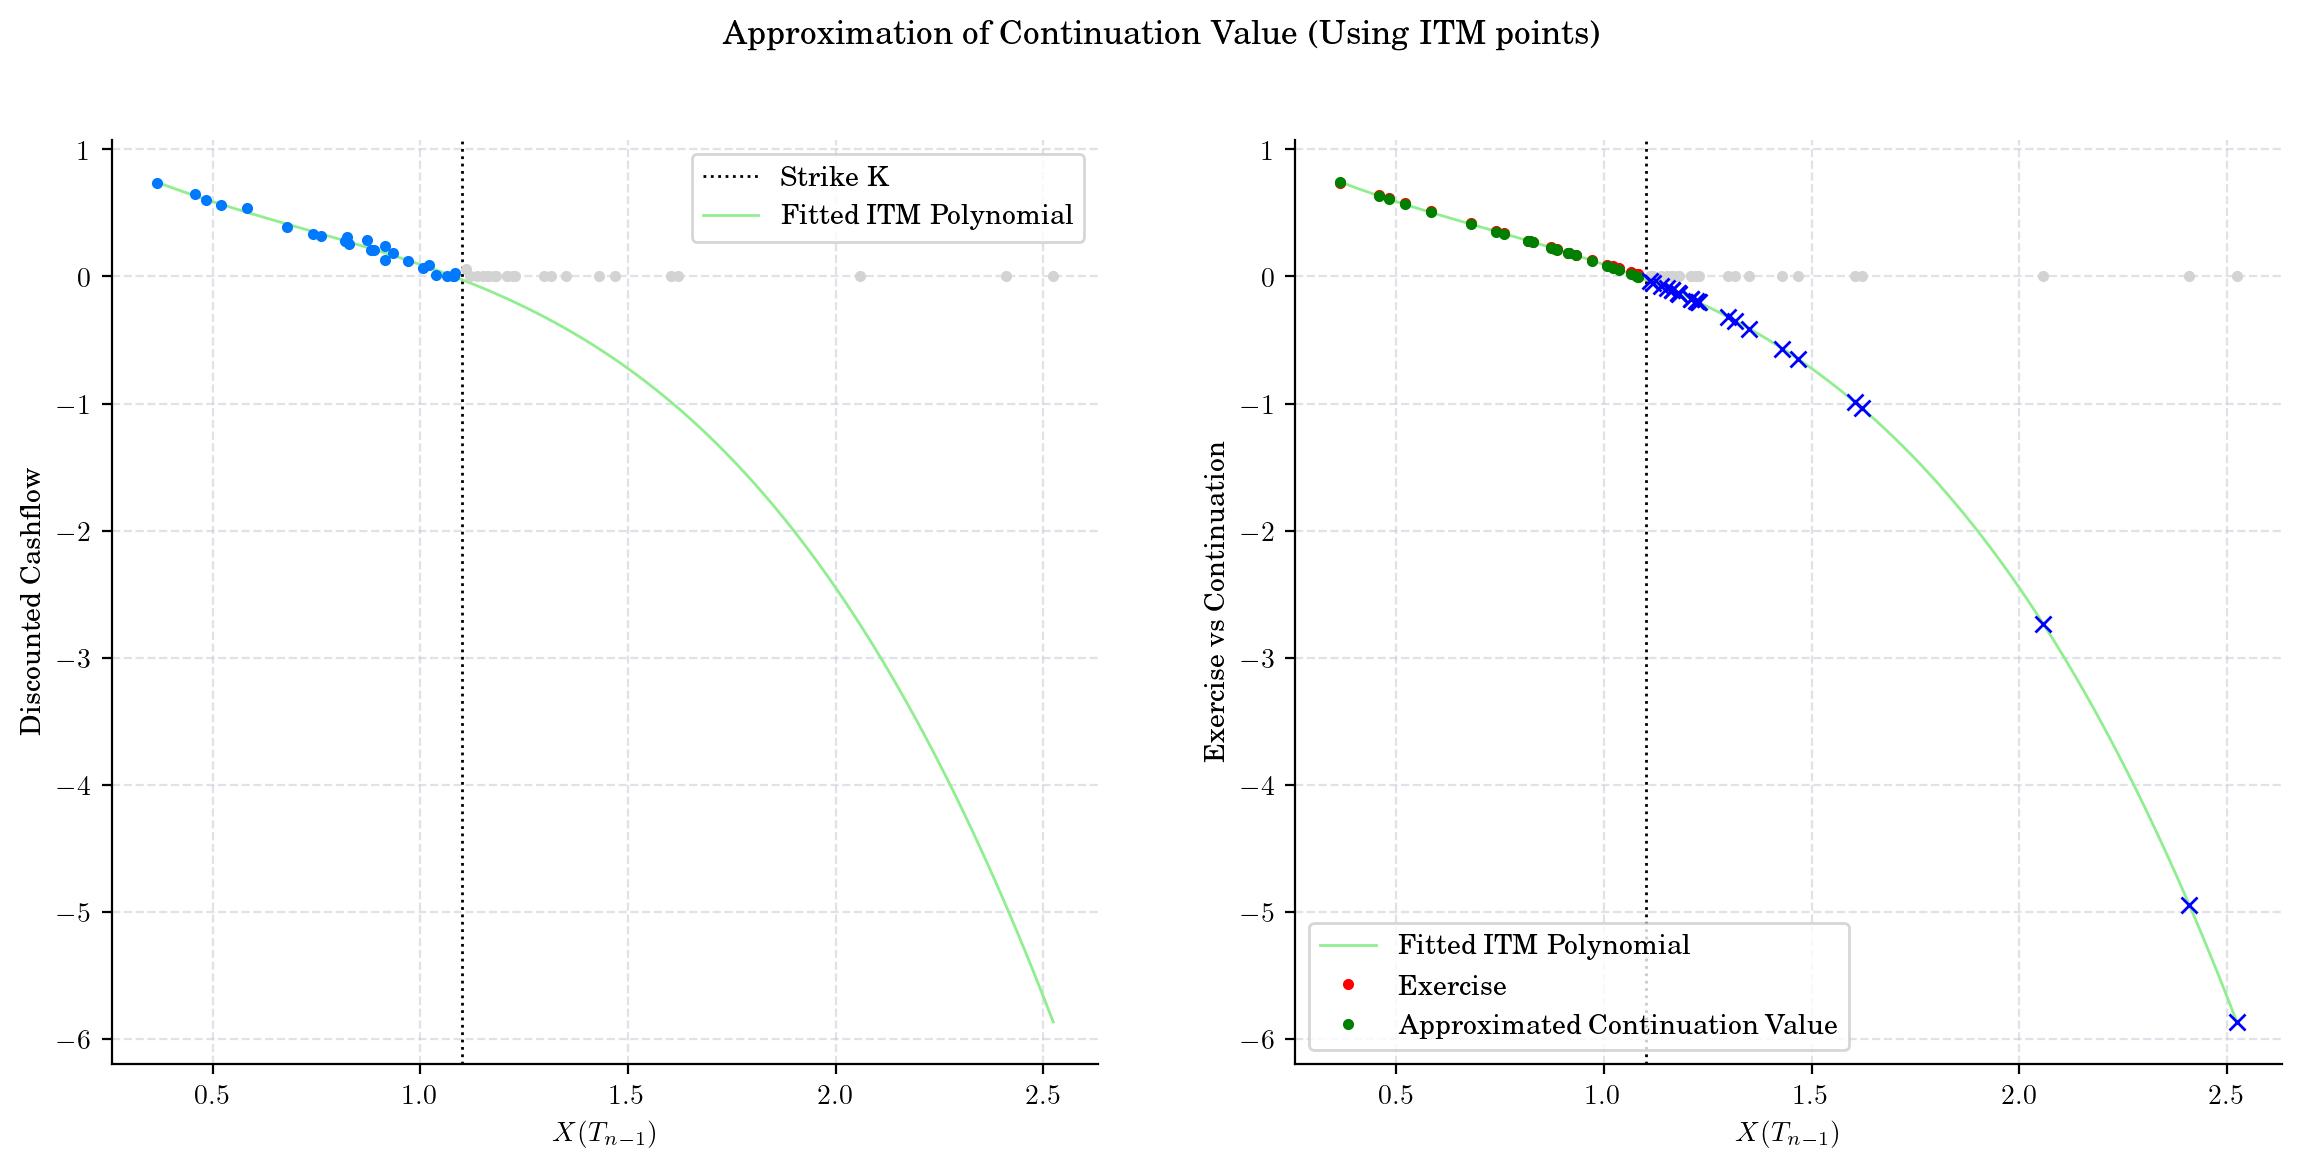 Approximation of Continuation Value (Using ITM points)
Discounted Cashflow
1
0
−1
−2
−3
−4
−5
−6
0.5
1.0
1.5
2.0
2.5
X(Tₙ₋₁)
Strike K
Fitted ITM Polynomial
Exercise vs Continuation
1
0
−1
−2
−3
−4
−5
−6
0.5
1.0
1.5
2.0
2.5
X(Tₙ₋₁)
Fitted ITM Polynomial
Exercise
Approximated Continuation Value